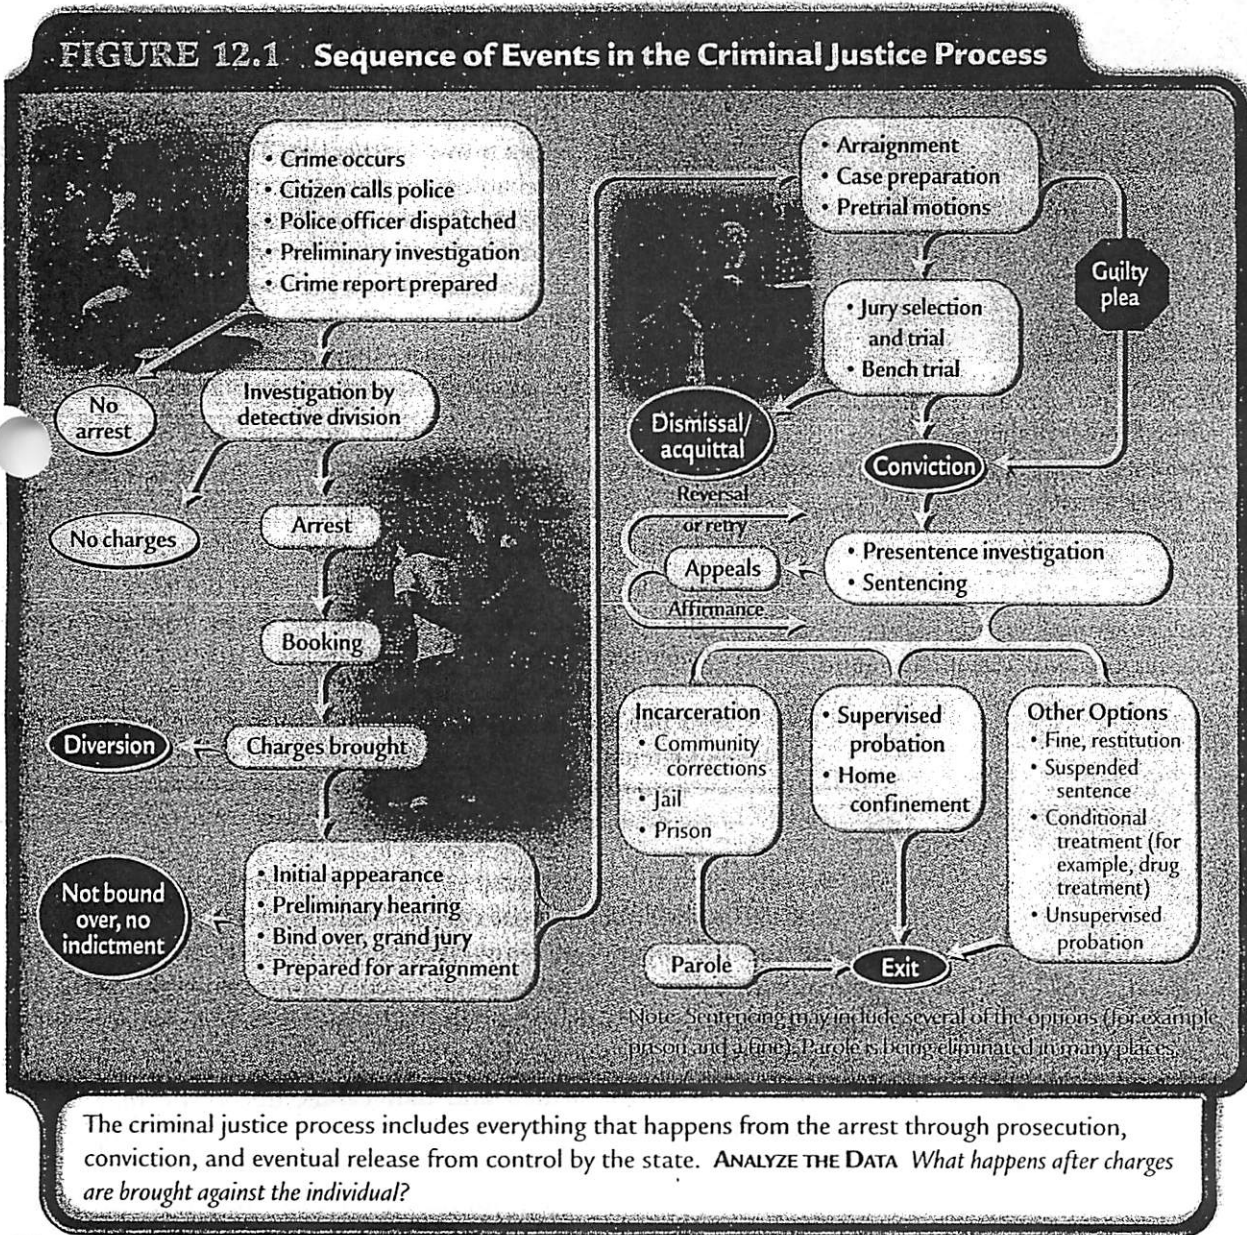 FIGURE 12.1 Sequence of Events in the Criminal Justice Process
• Crime occurs
• Citizen calls police
• Police officer dispatched
• Preliminary investigation
• Crime report prepared
No
arrest
Investigation by
detective division
No charges
Arrest
Booking
Diversion
Charges brought
Not bound
over, no
indictment
• Initial appearance
• Preliminary hearing
• Bind over, grand jury
• Prepared for arraignment
• Arraignment
• Case preparation
• Pretrial motions
Guilty
plea
• Jury selection
and trial
• Bench trial
Dismissal/
acquittal
Conviction
Reversal
or retry
Appeals
Affirmance
• Presentence investigation
• Sentencing
Incarceration
• Community
corrections
• Jail
• Prison
• Supervised
probation
• Home
confinement
Other Options
• Fine, restitution
• Suspended
sentence
• Conditional
treatment (for
example, drug
treatment)
• Unsupervised
probation
Parole
Exit
Note: Sentencing may include several of the options (for example,
prison and a fine). Parole is being eliminated in many places.
The criminal justice process includes everything that happens from the arrest through prosecution,
conviction, and eventual release from control by the state. ANALYZE THE DATA What happens after charges
are brought against the individual?